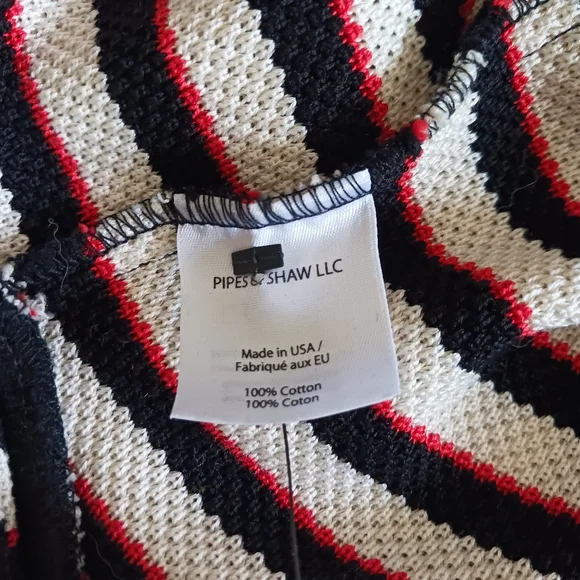 PIPES & SHAW LLC
Made in USA /
Fabriqué aux EU
100% Cotton
100% Coton